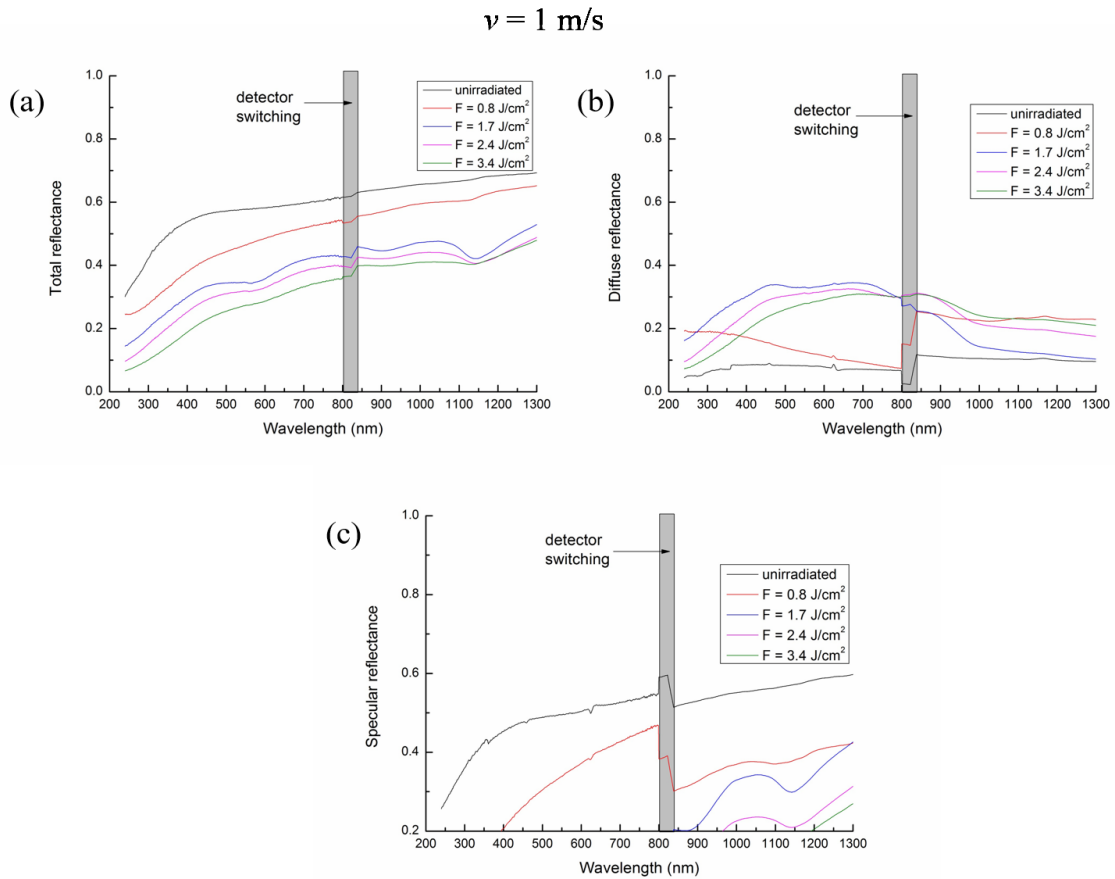 v = 1 m/s
(a)
1.0
0.8
0.6
0.4
0.2
0.0
Total reflectance
detector
switching
unirradiated
F = 0.8 J/cm²
F = 1.7 J/cm²
F = 2.4 J/cm²
F = 3.4 J/cm²
200 300 400 500 600 700 800 900 1000 1100 1200 1300
Wavelength (nm)
(b)
1.0
0.8
0.6
0.4
0.2
0.0
Diffuse reflectance
detector
switching
unirradiated
F = 0.8 J/cm²
F = 1.7 J/cm²
F = 2.4 J/cm²
F = 3.4 J/cm²
200 300 400 500 600 700 800 900 1000 1100 1200 1300
Wavelength (nm)
(c)
1.0
0.8
0.6
0.4
0.2
Specular reflectance
detector
switching
unirradiated
F = 0.8 J/cm²
F = 1.7 J/cm²
F = 2.4 J/cm²
F = 3.4 J/cm²
200 300 400 500 600 700 800 900 1000 1100 1200 1300
Wavelength (nm)